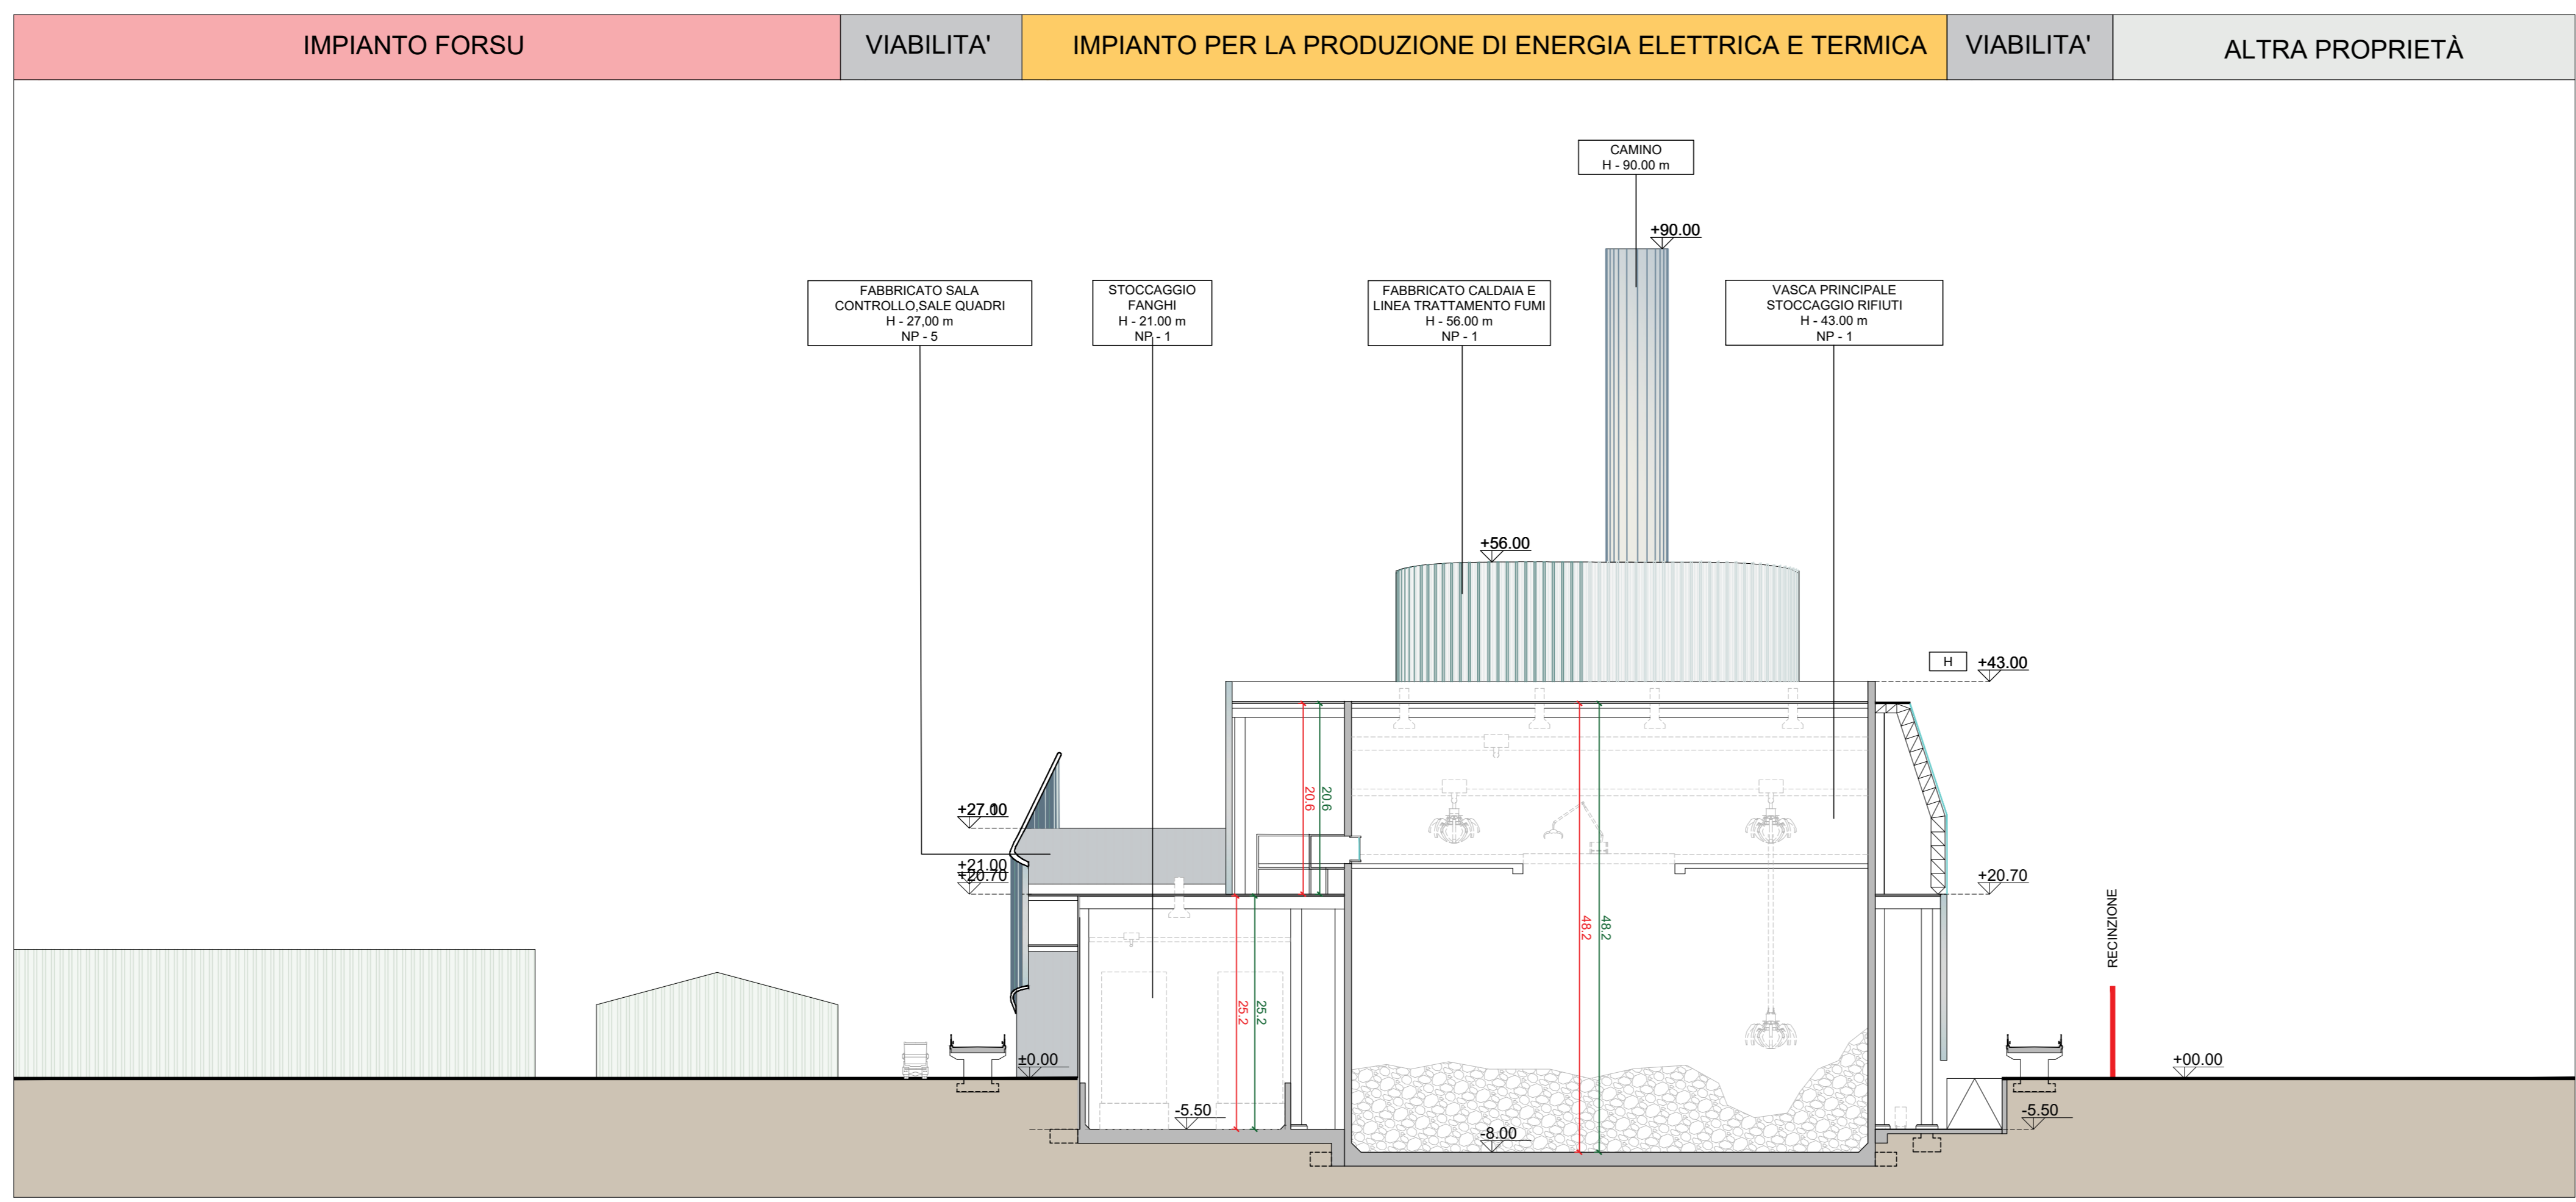 IMPIANTO FORSU
VIABILITA'
IMPIANTO PER LA PRODUZIONE DI ENERGIA ELETTRICA E TERMICA
VIABILITA'
ALTRA PROPRIETÀ
CAMINO
H - 90.00 m
+90.00
FABBRICATO SALA
CONTROLLO,SALE QUADRI
H - 27,00 m
NP - 5
STOCCAGGIO
FANGHI
H - 21.00 m
NP - 1
FABBRICATO CALDAIA E
LINEA TRATTAMENTO FUMI
H - 56.00 m
NP - 1
VASCA PRINCIPALE
STOCCAGGIO RIFIUTI
H - 43.00 m
NP - 1
+56.00
H
+43.00
20.6
20.6
+21.00
+20.70
+20.70
48.2
48.2
RECINZIONE
25.2
25.2
±0.00
+00.00
-5.50
-5.50
-8.00